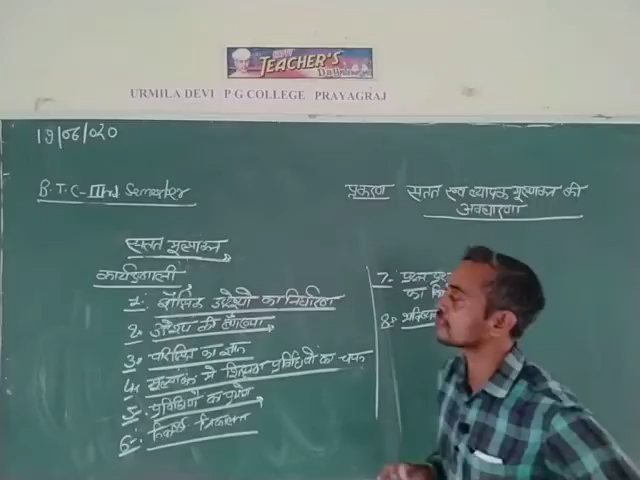 TEACHER'S
URMILA DEVI P G COLLEGE PRAYAGRAJ
19/06/020
B.T.C-IIIrd Semester
प्रकरण सतत एवं व्यापक मूल्यांकन की
अवधारणा
सतत मूल्यांकन
कार्यप्रणाली
1. शैक्षिक उद्देश्यों का निर्धारण
2. उद्देश्य की
3. परिस्थिति का ज्ञान
4. मूल्यांकन में प्रविधियों का चयन
5. प्रविधियों का प्रयोग
6. निष्कर्ष निकालना
7. प्रश्न
का
8.